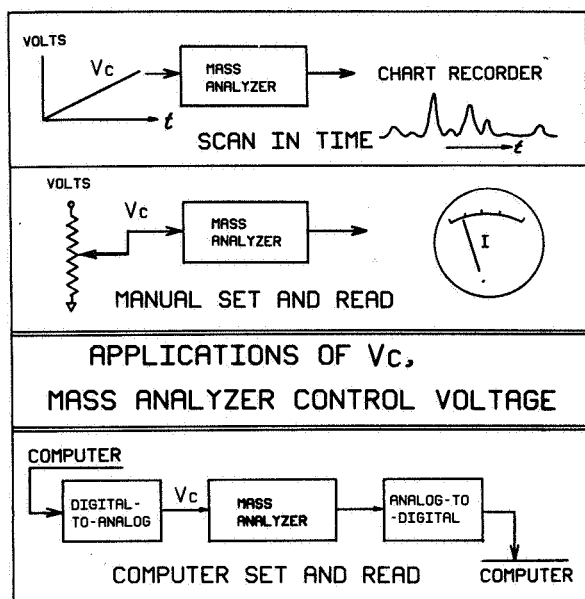 VOLTS
Vc
MASS
ANALYZER
CHART RECORDER
t
SCAN IN TIME
t
VOLTS
Vc
MASS
ANALYZER
I
MANUAL SET AND READ
APPLICATIONS OF Vc,
MASS ANALYZER CONTROL VOLTAGE
COMPUTER
DIGITAL-
TO-ANALOG
Vc
MASS
ANALYZER
ANALOG-TO
-DIGITAL
COMPUTER SET AND READ
COMPUTER